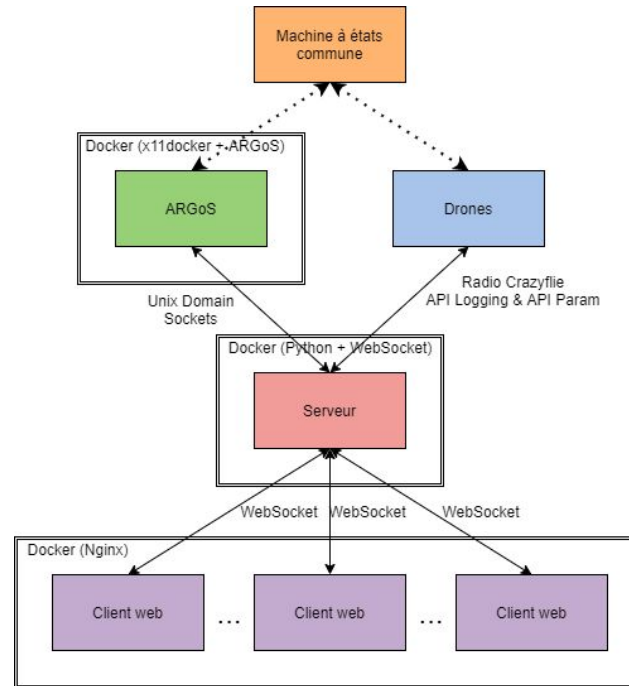 Machine à états
commune
Docker (x11docker + ARGoS)
ARGoS
Drones
Unix Domain
Sockets
Radio Crazyflie
API Logging & API Param
Docker (Python + WebSocket)
Serveur
WebSocket
WebSocket
WebSocket
Docker (Nginx)
Client web
...
Client web
...
Client web